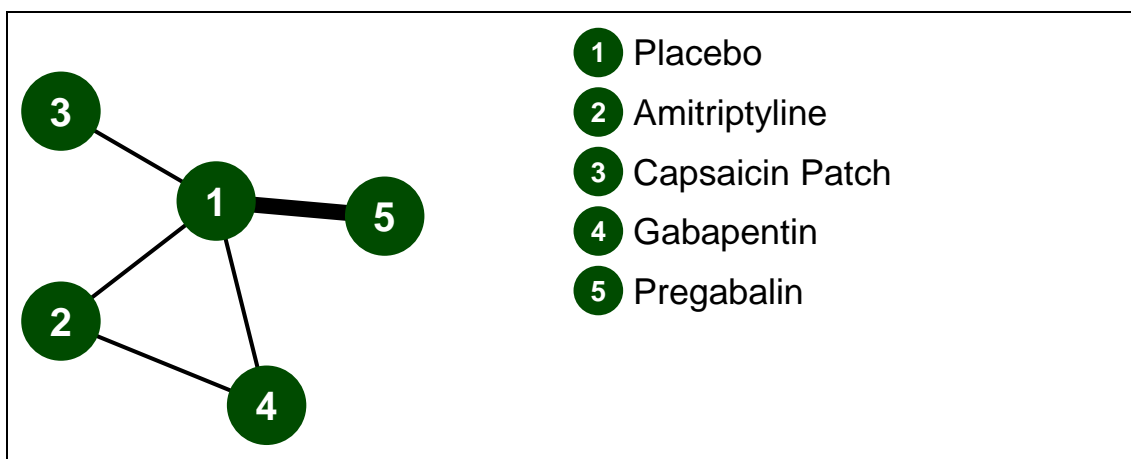 3
1
5
2
4
1 Placebo
2 Amitriptyline
3 Capsaicin Patch
4 Gabapentin
5 Pregabalin